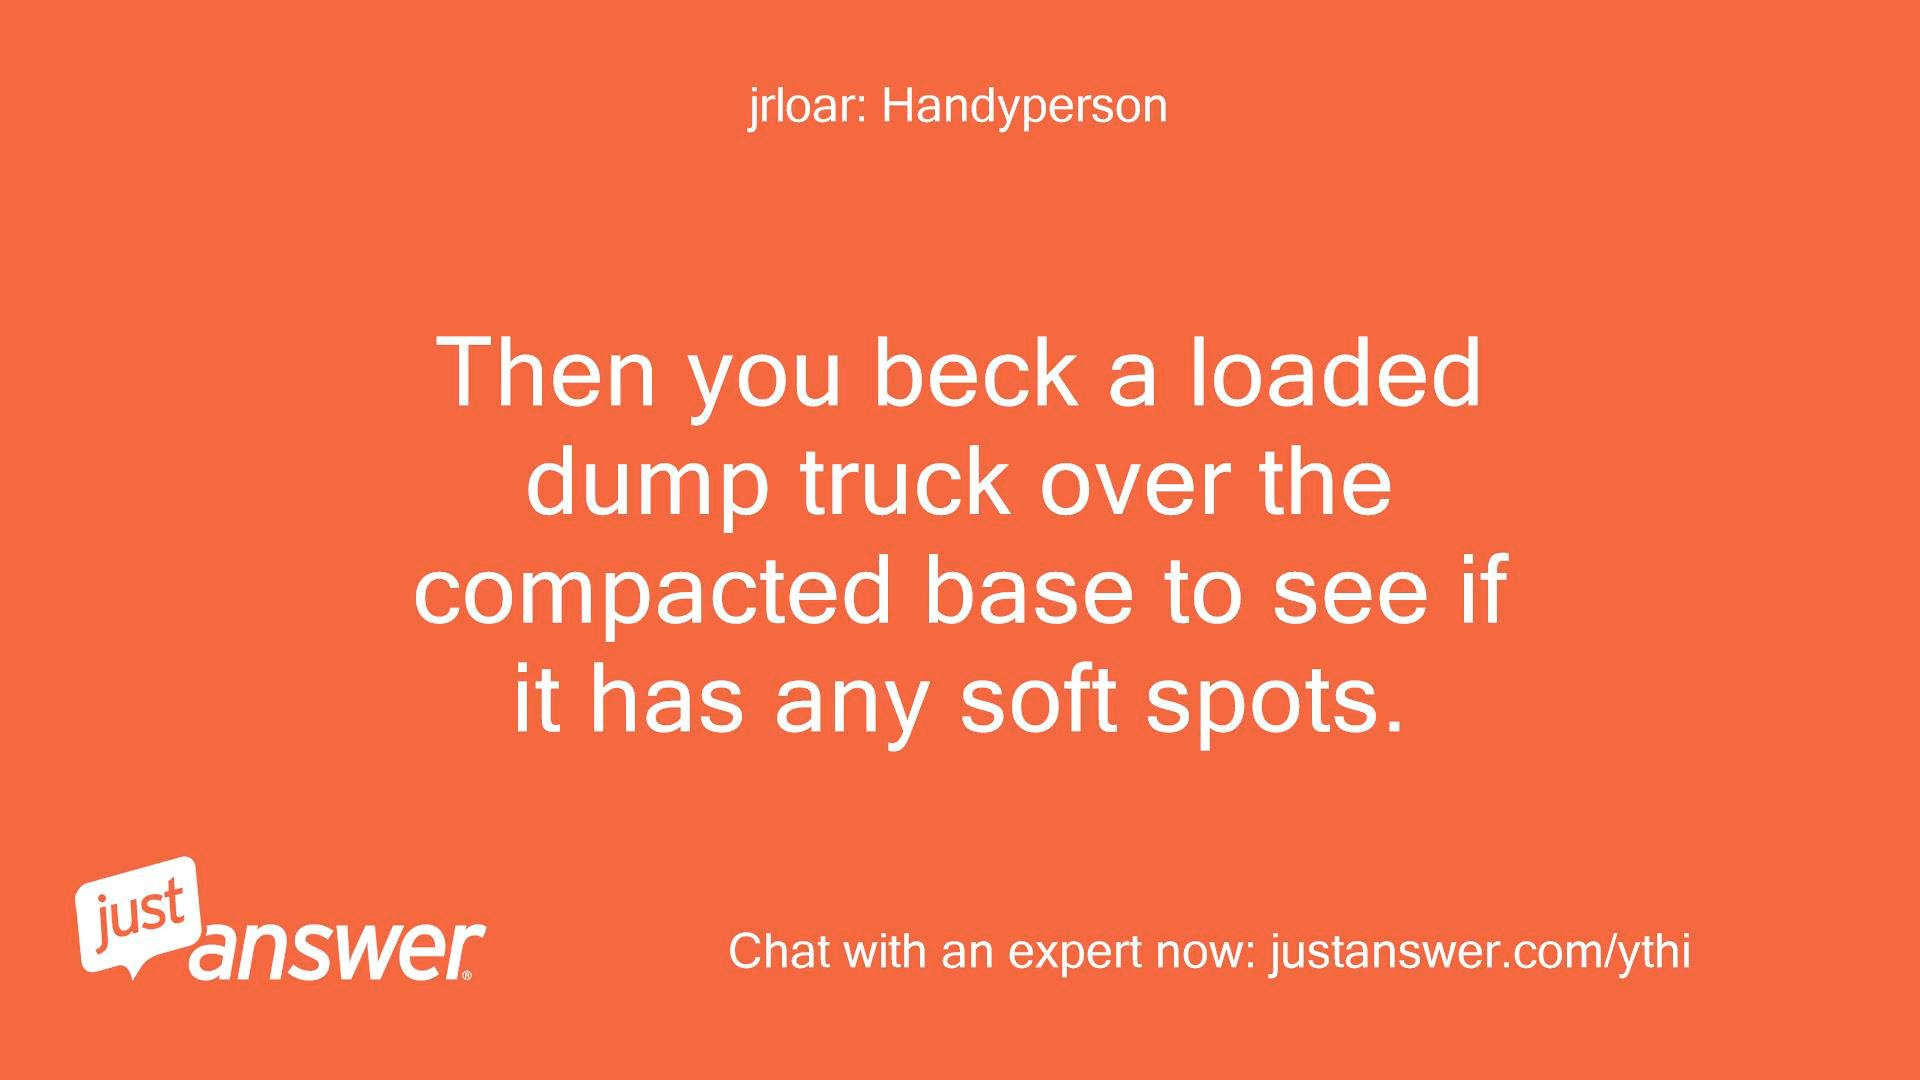 jrloar: Handyperson
Then you beck a loaded
dump truck over the
compacted base to see if
it has any soft spots.
just
answer®
Chat with an expert now: justanswer.com/ythi